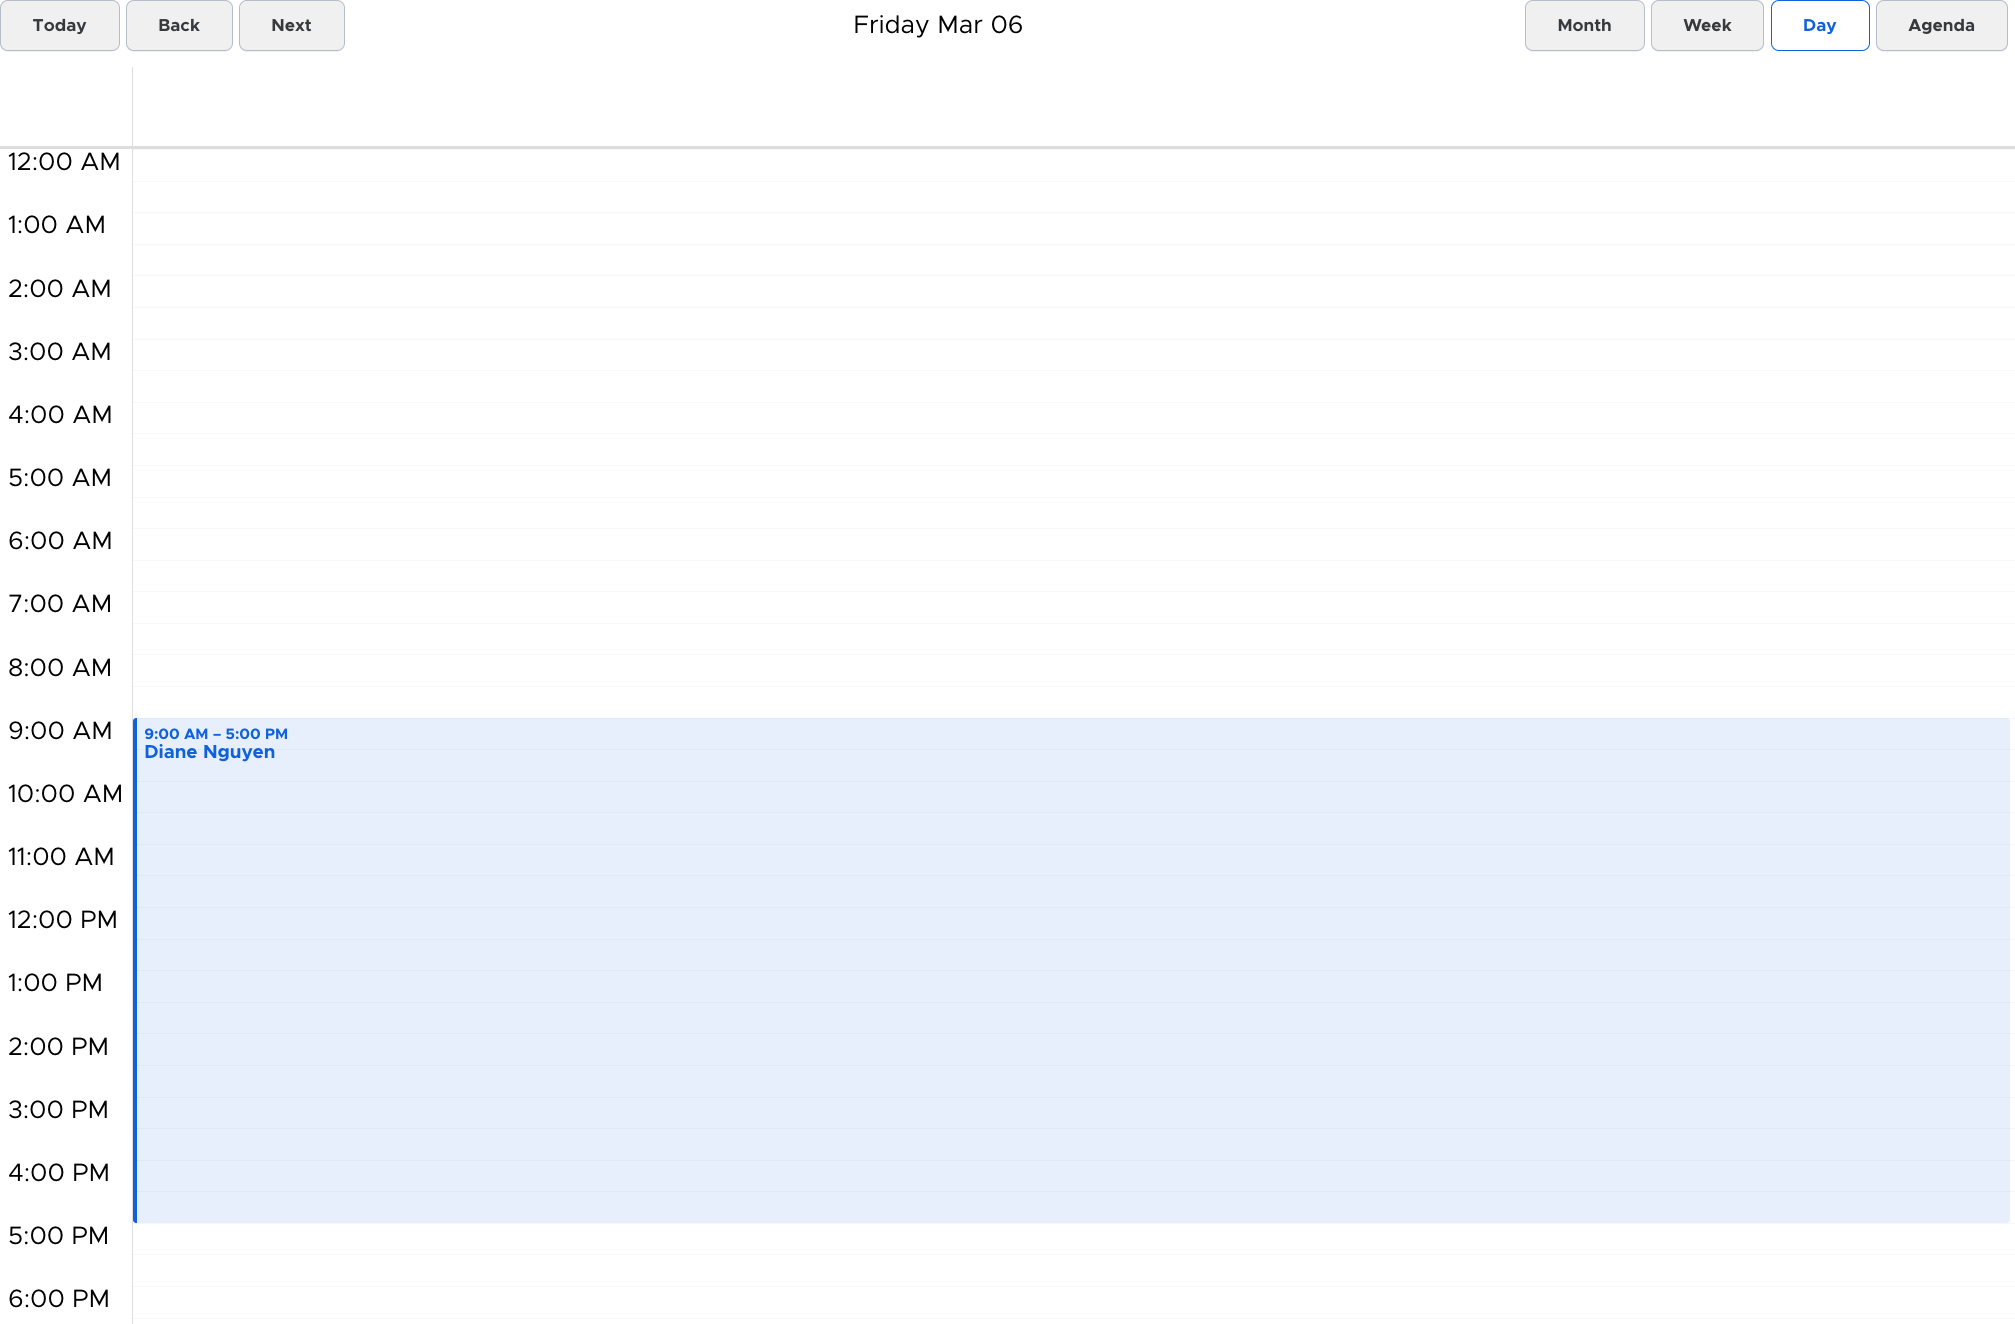 Today Back Next Friday Mar 06 Month Week Day Agenda
12:00 AM
1:00 AM
2:00 AM
3:00 AM
4:00 AM
5:00 AM
6:00 AM
7:00 AM
8:00 AM
9:00 AM 9:00 AM – 5:00 PM
Diane Nguyen
10:00 AM
11:00 AM
12:00 PM
1:00 PM
2:00 PM
3:00 PM
4:00 PM
5:00 PM
6:00 PM